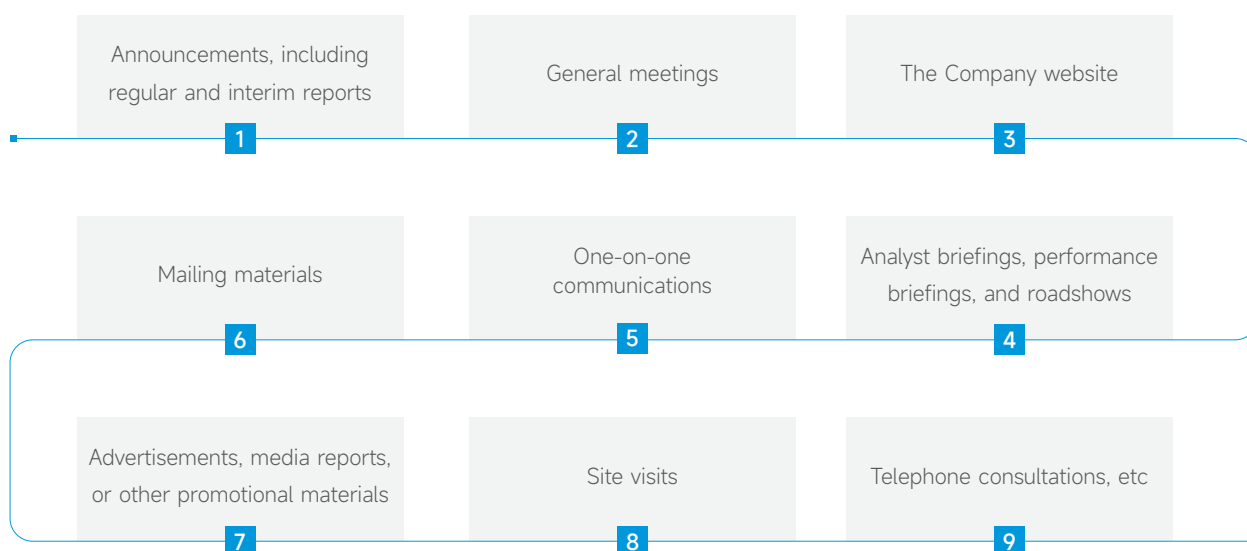 Announcements, including
regular and interim reports
1
General meetings
2
The Company website
3
Analyst briefings, performance
briefings, and roadshows
4
One-on-one
communications
5
Mailing materials
6
Advertisements, media reports,
or other promotional materials
7
Site visits
8
Telephone consultations, etc
9